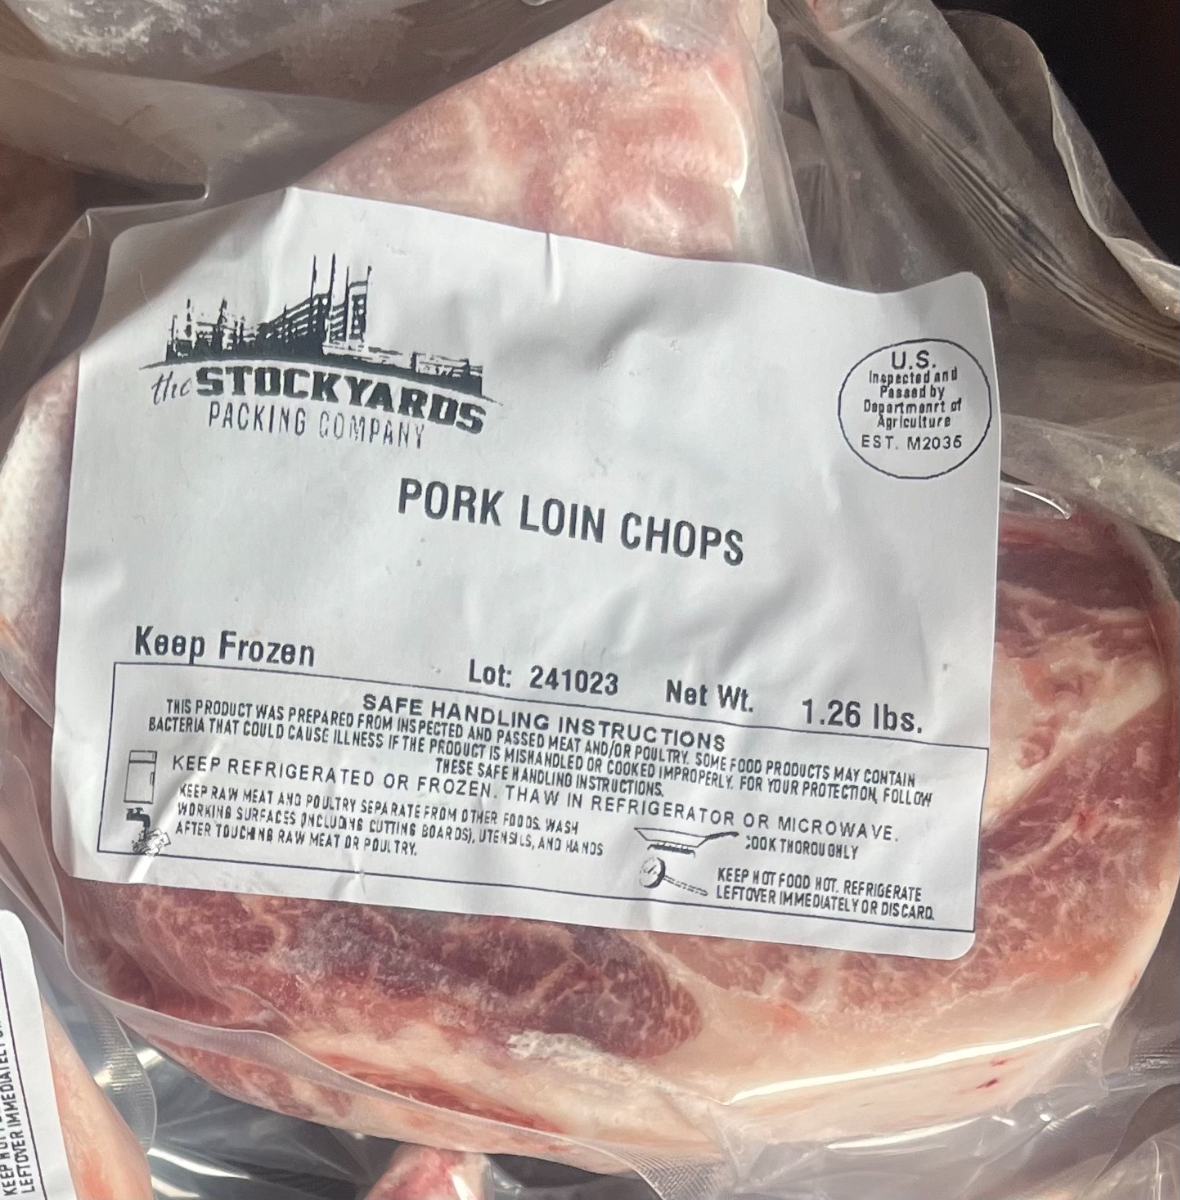 the STOCKYARDS
PACKING COMPANY
U.S.
Inspected and
Passed by
Departmenrt of
Agriculture
EST. M2035
PORK LOIN CHOPS
Keep Frozen
Lot: 241023
Net Wt.
1.26 lbs.
SAFE HANDLING INSTRUCTIONS
THIS PRODUCT WAS PREPARED FROM INSPECTED AND PASSED MEAT AND/OR POULTRY. SOME FOOD PRODUCTS MAY CONTAIN
BACTERIA THAT COULD CAUSE ILLNESS IF THE PRODUCT IS MISHANDLED OR COOKED IMPROPERLY. FOR YOUR PROTECTION, FOLLOW
THESE SAFE HANDLING INSTRUCTIONS.
KEEP REFRIGERATED OR FROZEN. THAW IN REFRIGERATOR OR MICROWAVE.
KEEP RAW MEAT AND POULTRY SEPARATE FROM OTHER FOODS. WASH
WORKING SURFACES (INCLUDING CUTTING BOARDS), UTENSILS, AND HANDS
AFTER TOUCHING RAW MEAT OR POULTRY.
COOK THOROUGHLY
KEEP HOT FOOD HOT. REFRIGERATE
LEFTOVER IMMEDIATELY OR DISCARD.
KEEP
LEFTOVER IMMEDIATELY